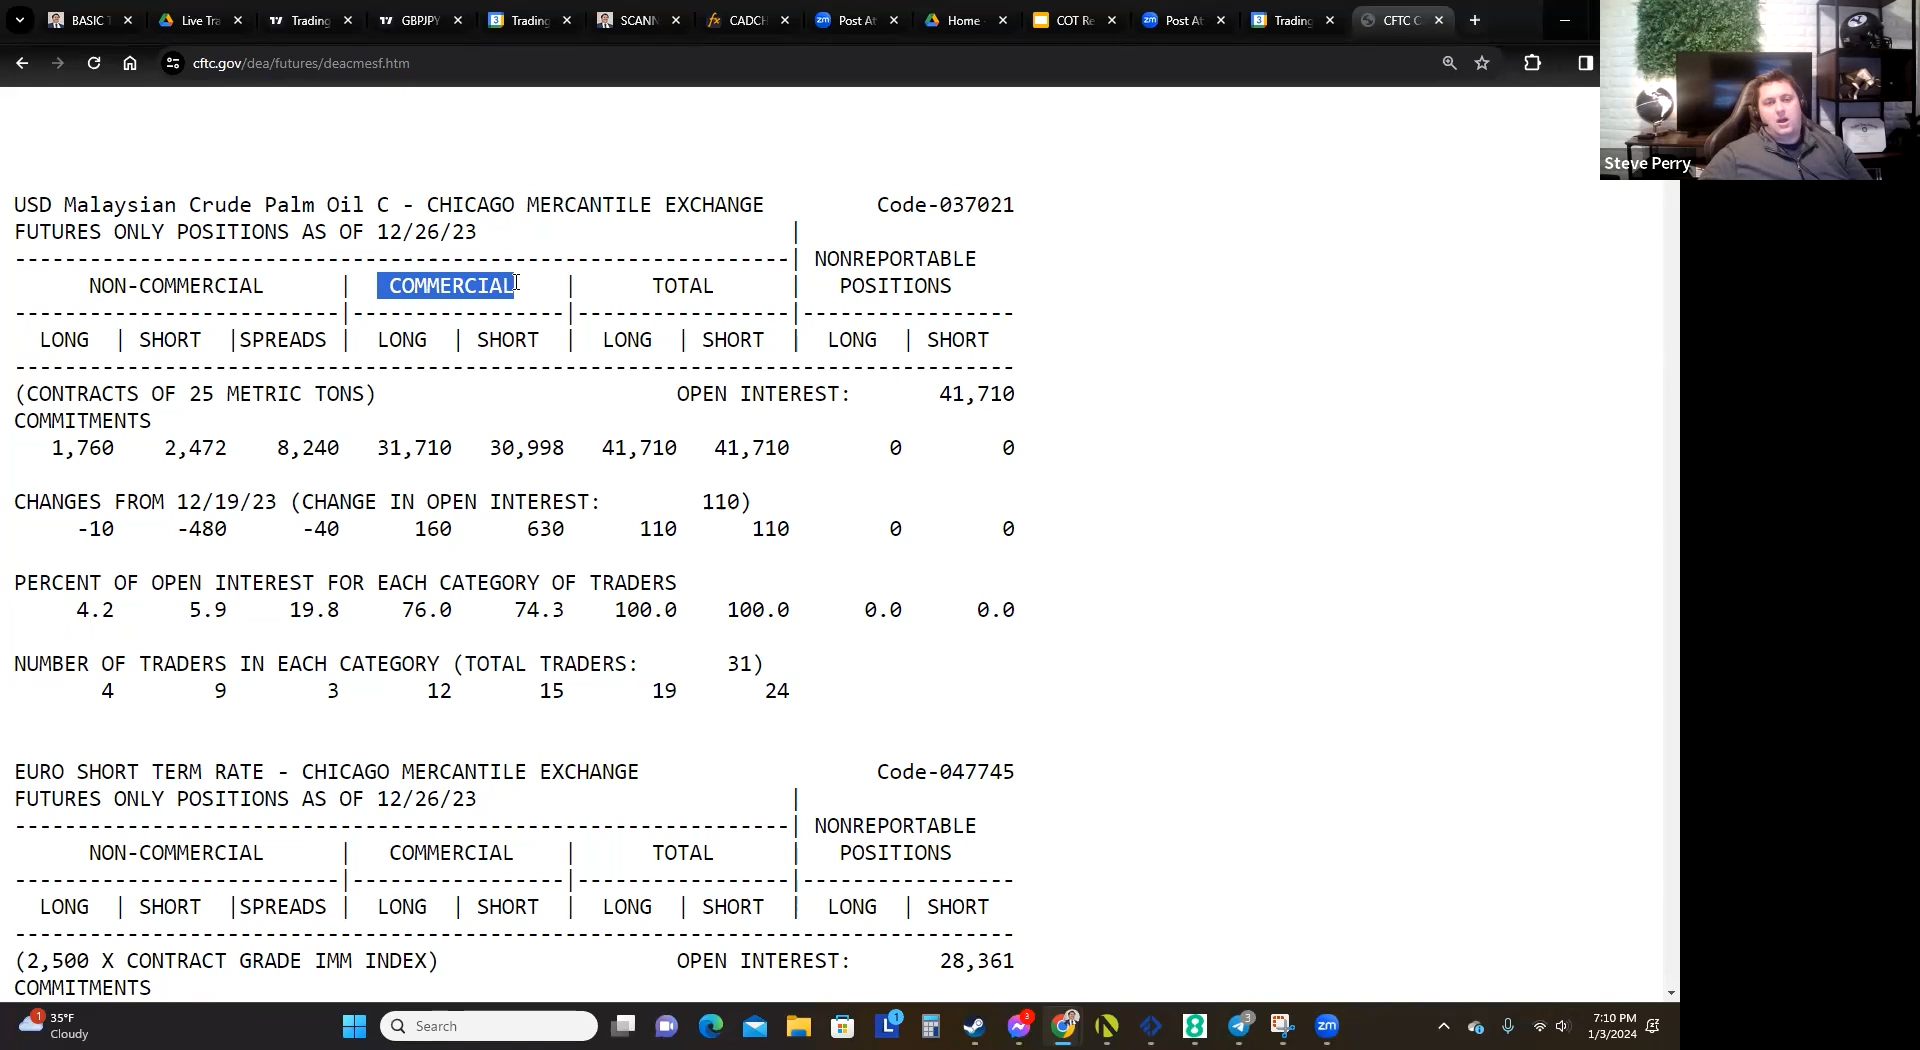 BASIC T
Live Tra
Trading
GBPJPY
Trading
SCANN
CADCH
Post At
Home
COT Re
Post At
Trading
CFTC C
cftc.gov/dea/futures/deacmesf.htm
Steve Perry
USD Malaysian Crude Palm Oil C - CHICAGO MERCANTILE EXCHANGE Code-037021
FUTURES ONLY POSITIONS AS OF 12/26/23 |
--------------------------------------------------------------| NONREPORTABLE
NON-COMMERCIAL | COMMERCIAL | TOTAL | POSITIONS
--------------------------|-----------------|-----------------|-----------------
LONG | SHORT |SPREADS | LONG | SHORT | LONG | SHORT | LONG | SHORT
--------------------------------------------------------------------------------
(CONTRACTS OF 25 METRIC TONS) OPEN INTEREST: 41,710
COMMITMENTS
1,760 2,472 8,240 31,710 30,998 41,710 41,710 0 0
CHANGES FROM 12/19/23 (CHANGE IN OPEN INTEREST: 110)
-10 -480 -40 160 630 110 110 0 0
PERCENT OF OPEN INTEREST FOR EACH CATEGORY OF TRADERS
4.2 5.9 19.8 76.0 74.3 100.0 100.0 0.0 0.0
NUMBER OF TRADERS IN EACH CATEGORY (TOTAL TRADERS: 31)
4 9 3 12 15 19 24
EURO SHORT TERM RATE - CHICAGO MERCANTILE EXCHANGE Code-047745
FUTURES ONLY POSITIONS AS OF 12/26/23 |
--------------------------------------------------------------| NONREPORTABLE
NON-COMMERCIAL | COMMERCIAL | TOTAL | POSITIONS
--------------------------|-----------------|-----------------|-----------------
LONG | SHORT |SPREADS | LONG | SHORT | LONG | SHORT | LONG | SHORT
--------------------------------------------------------------------------------
(2,500 X CONTRACT GRADE IMM INDEX) OPEN INTEREST: 28,361
COMMITMENTS
1
35°F
Cloudy
Search
1
3
3
zm
7:10 PM
1/3/2024